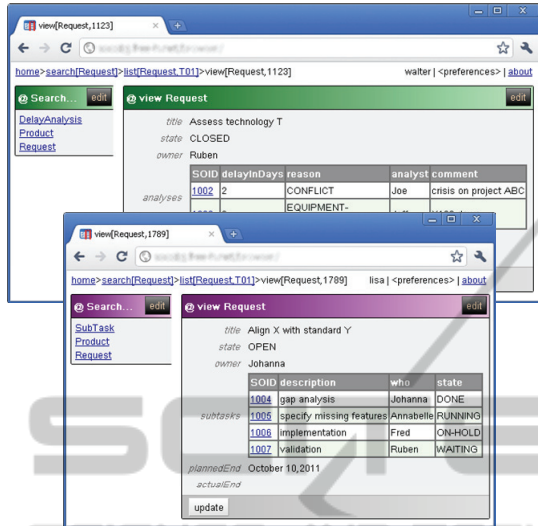 view[Request,1123]
home>search[Request]>list[Request,T01]>view[Request,1123] walter | <preferences> | about
@ Search... edit
DelayAnalysis
Product
Request
@ view Request
title Assess technology T
state CLOSED
owner Ruben
analyses
SOID delayInDays reason analyst comment
1002 2 CONFLICT Joe crisis on project ABC
EQUIPMENT-
view[Request,1789]
home>search[Request]>list[Request,T01]>view[Request,1789] lisa | <preferences> | about
@ Search... edit
SubTask
Product
Request
@ view Request edit
title Align X with standard Y
state OPEN
owner Johanna
subtasks
SOID description who state
1004 gap analysis Johanna DONE
1005 specify missing features Annabelle RUNNING
1006 implementation Fred ON-HOLD
1007 validation Ruben WAITING
plannedEnd October 10,2011
actualEnd
update